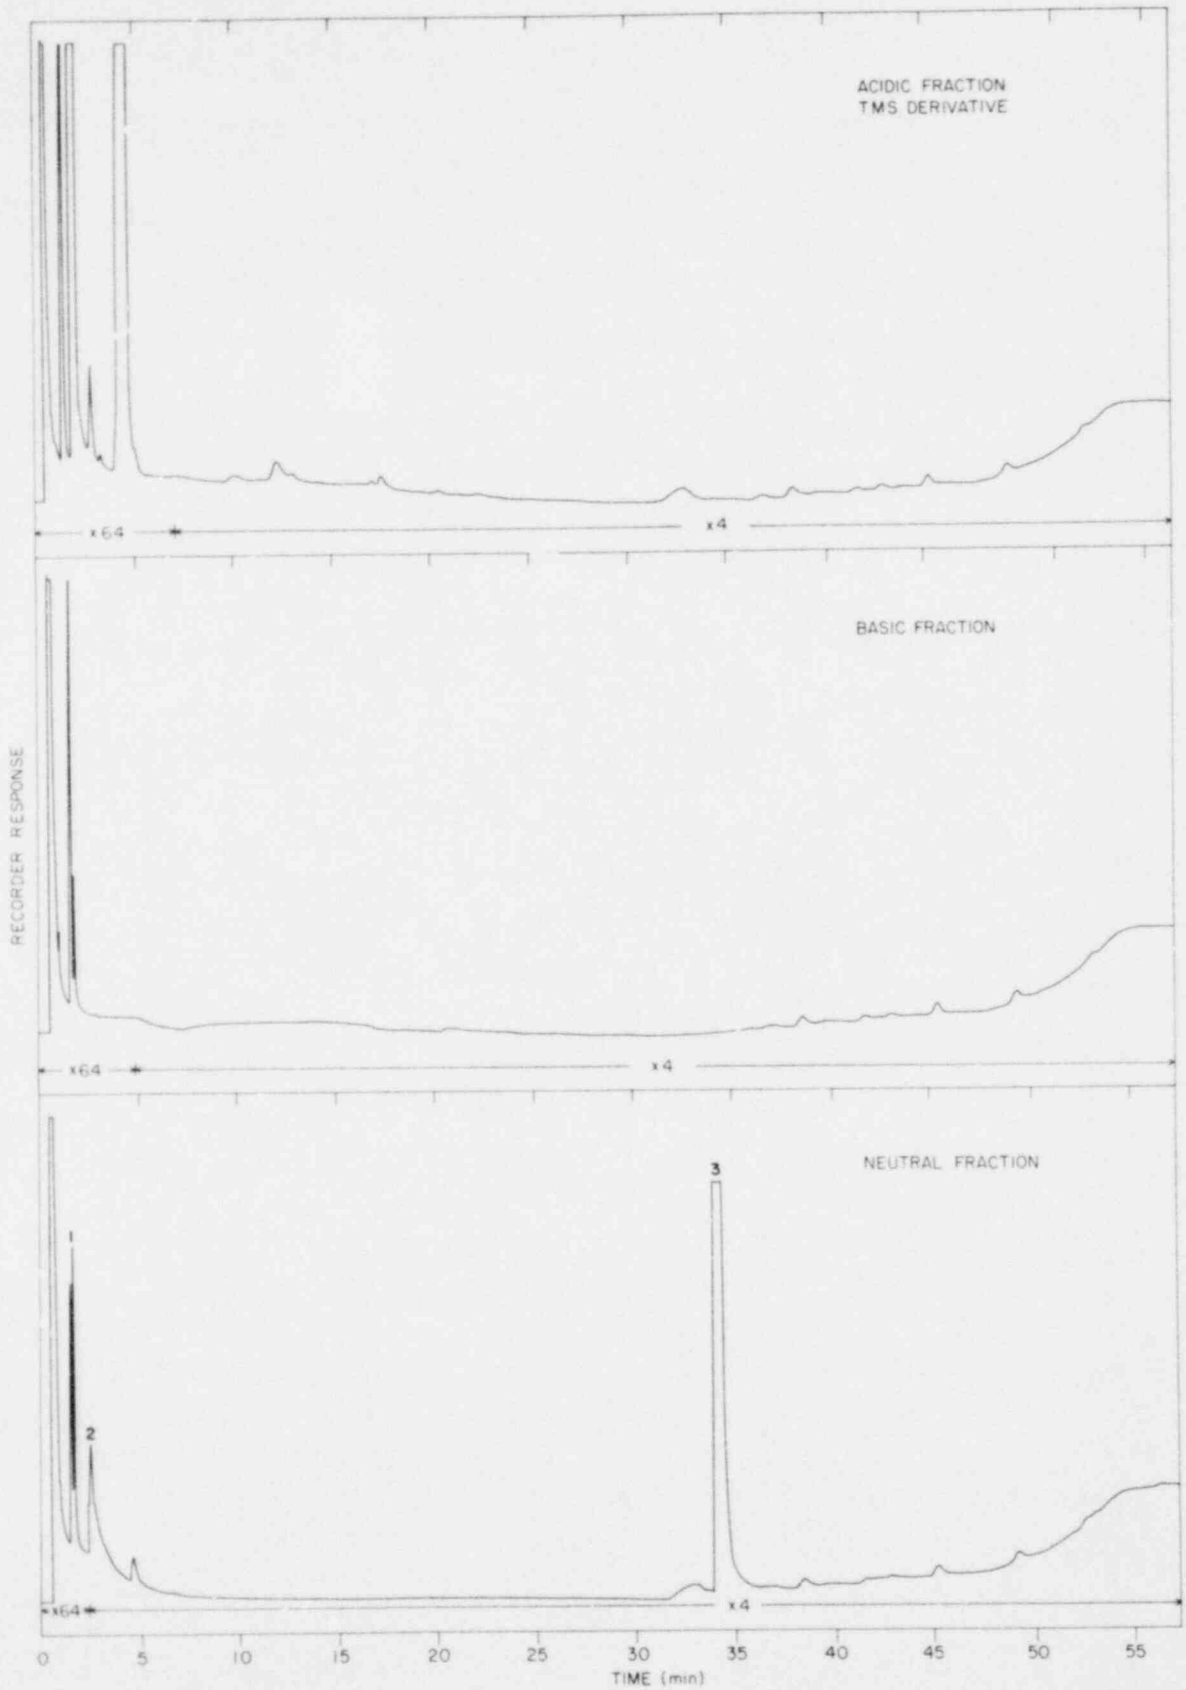 ACIDIC FRACTION
TMS DERIVATIVE
x64
x4
BASIC FRACTION
RECORDER RESPONSE
x64
x4
NEUTRAL FRACTION
3
1
2
x64
x4
0 5 10 15 20 25 30 35 40 45 50 55
TIME (min)